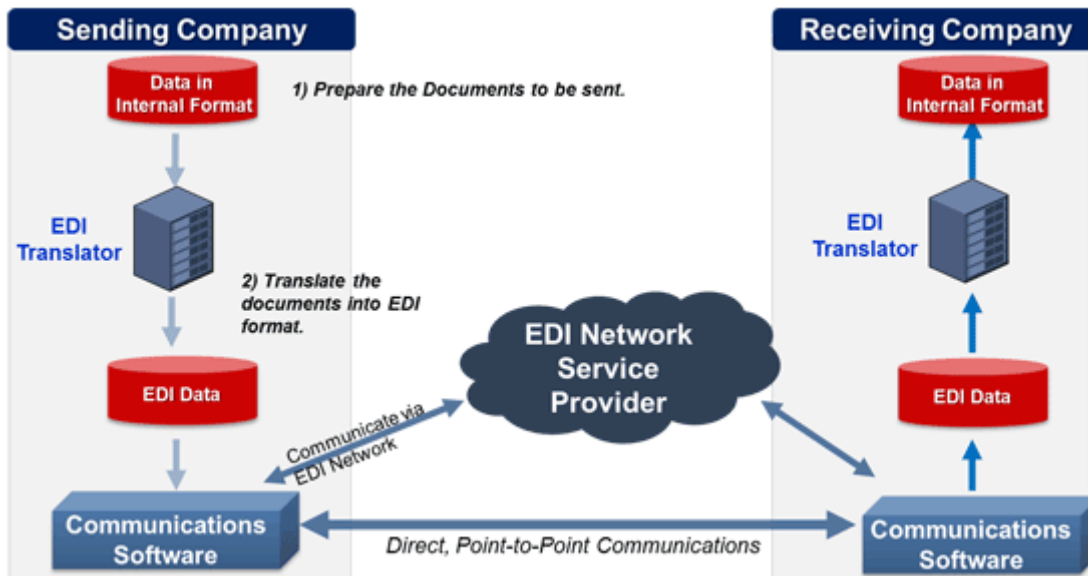 Sending Company
Data in
Internal Format
1) Prepare the Documents to be sent.
EDI
Translator
2) Translate the
documents into EDI
format.
EDI Data
Communicate via
EDI Network
Communications
Software
EDI Network
Service
Provider
Direct, Point-to-Point Communications
Receiving Company
Data in
Internal Format
EDI
Translator
EDI Data
Communications
Software